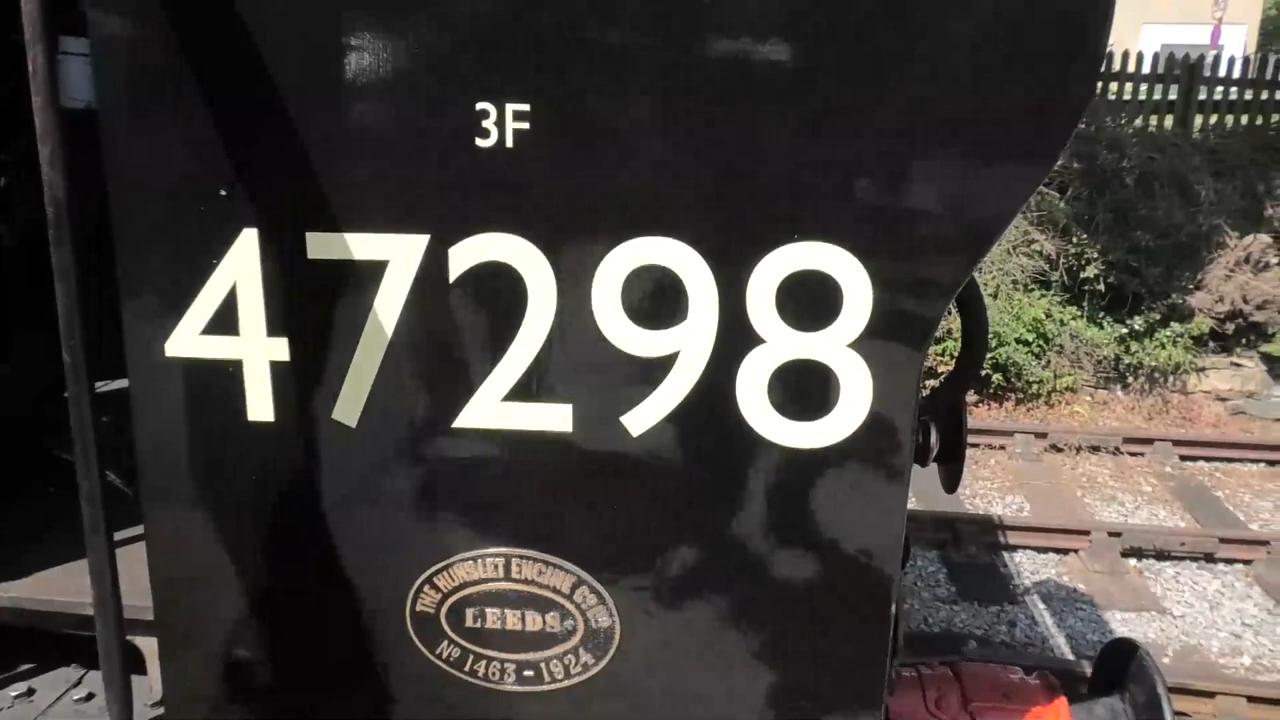 3F
47298
THE HUNSLET ENGINE CO LTD
LEEDS
Nº 1463 - 1924